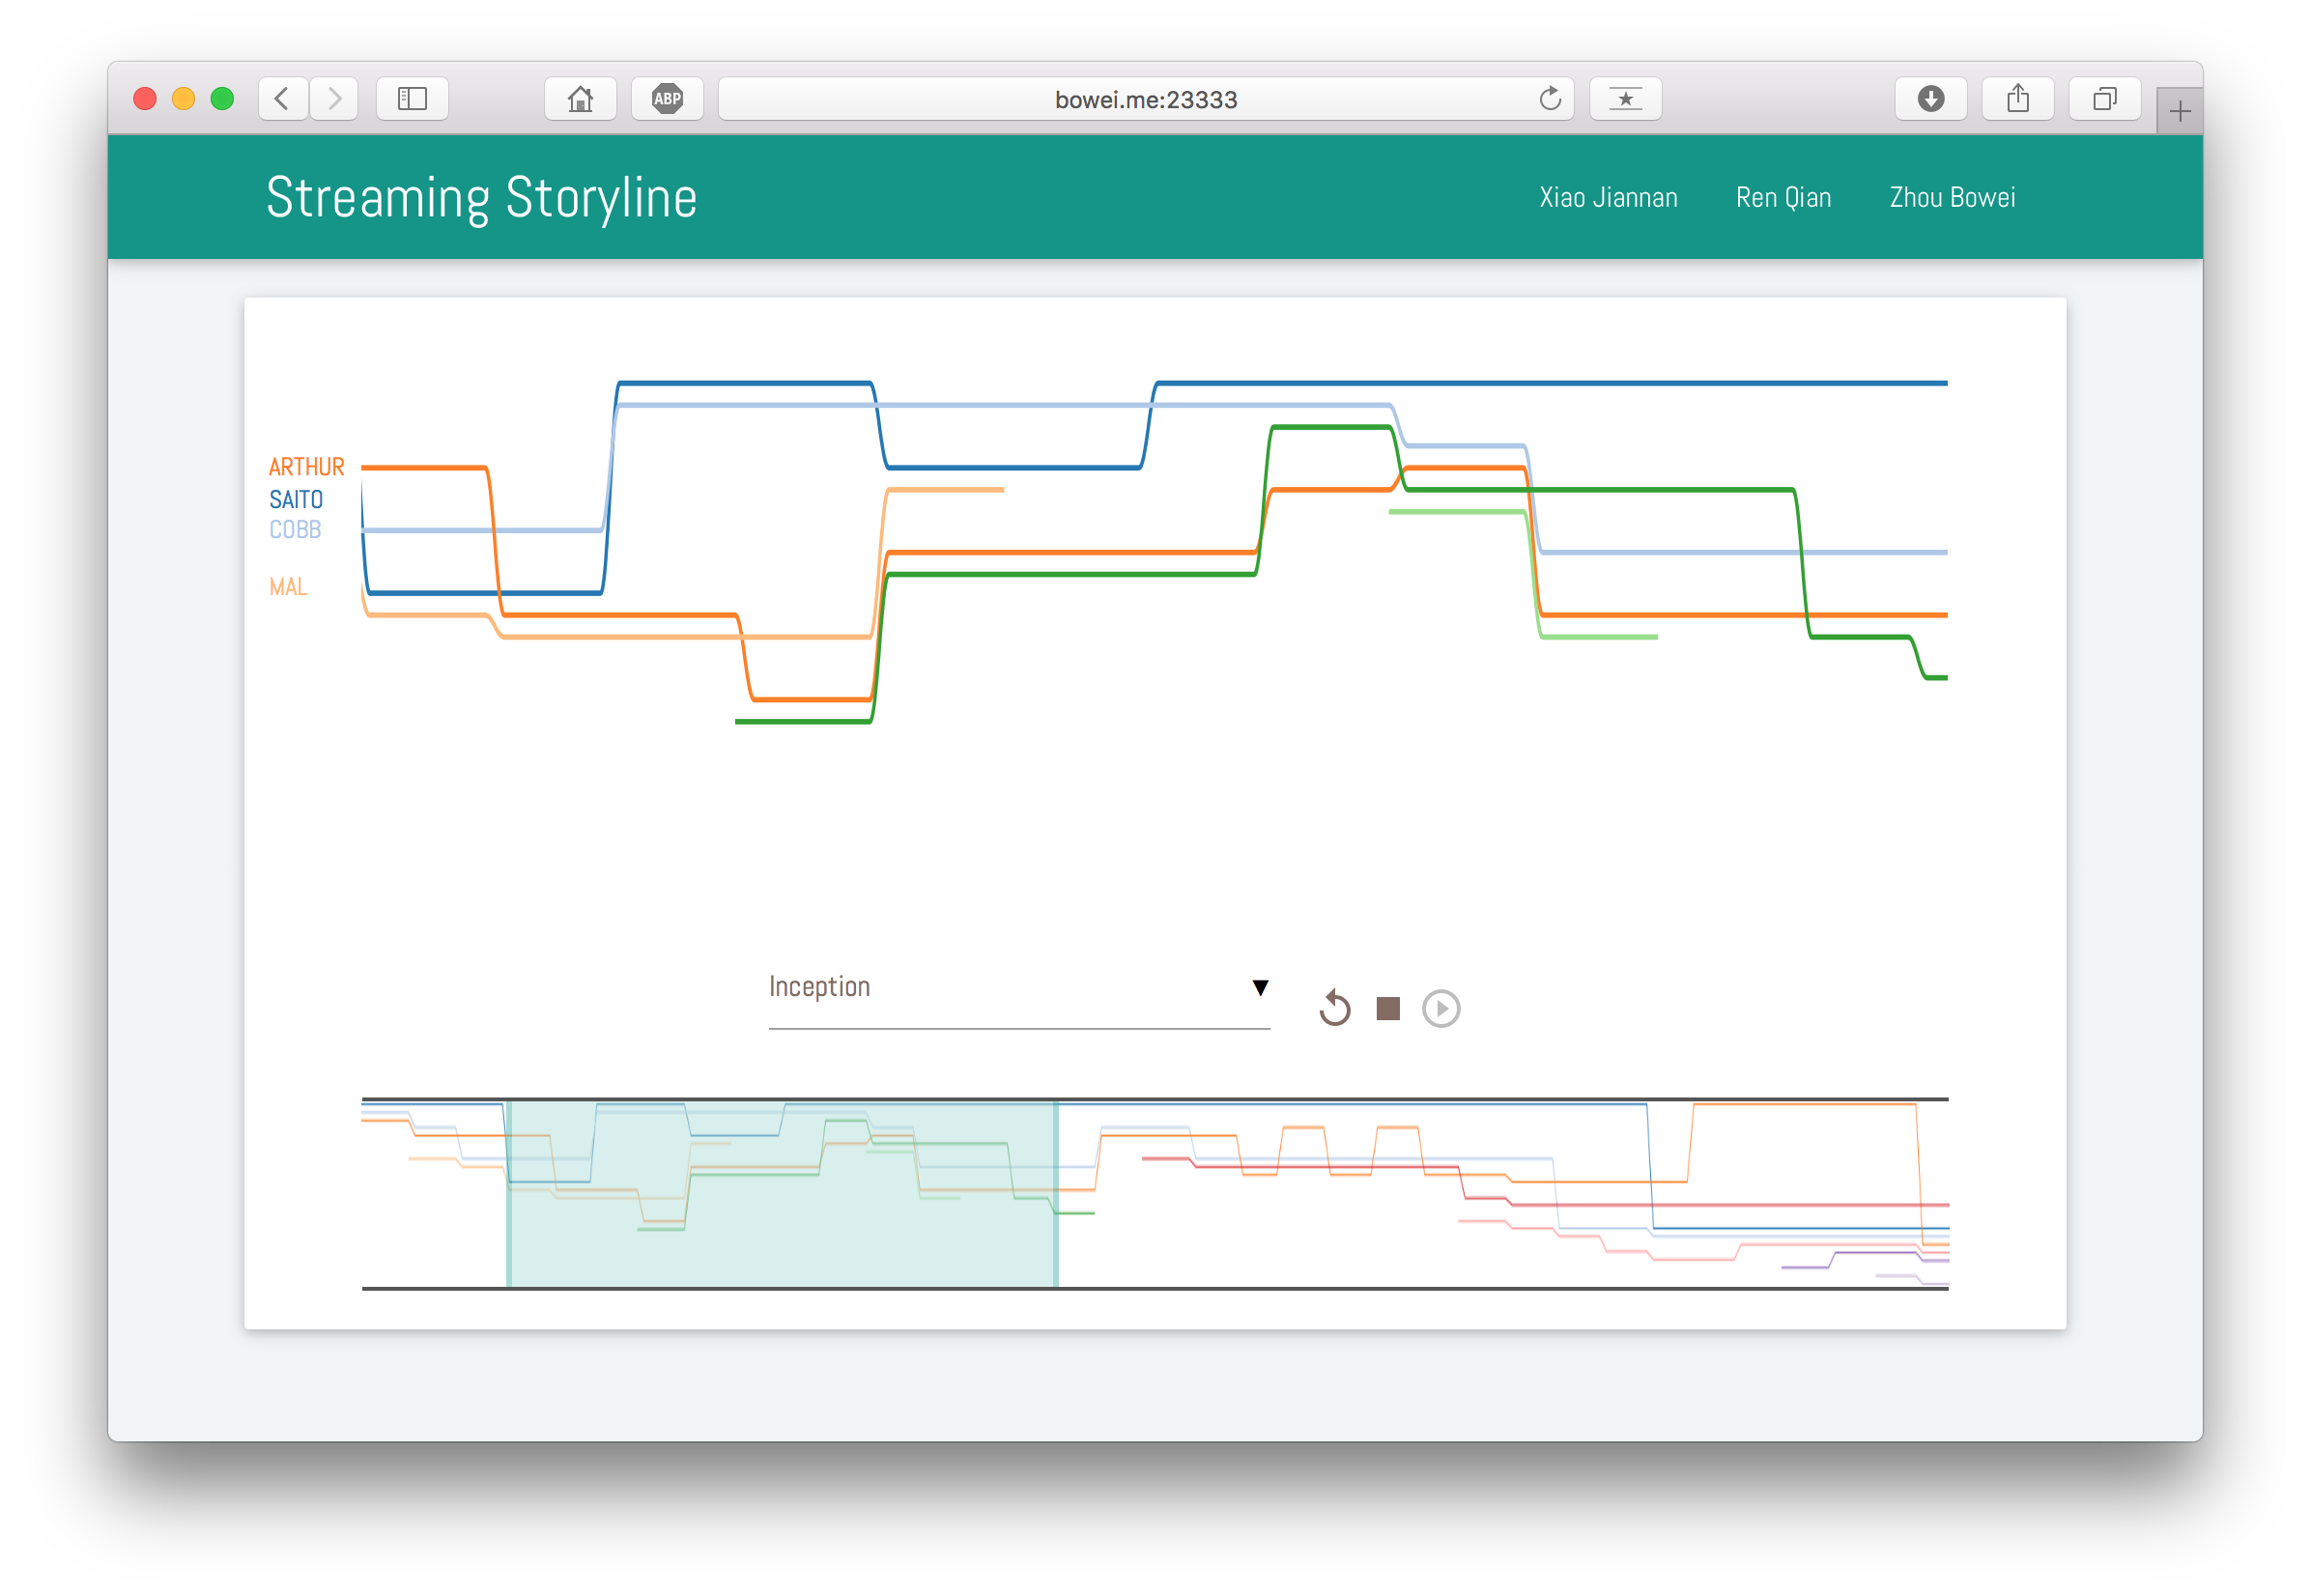 ABP
bowei.me:23333
Streaming Storyline
Xiao Jiannan
Ren Qian
Zhou Bowei
ARTHUR
SAITO
COBB
MAL
Inception